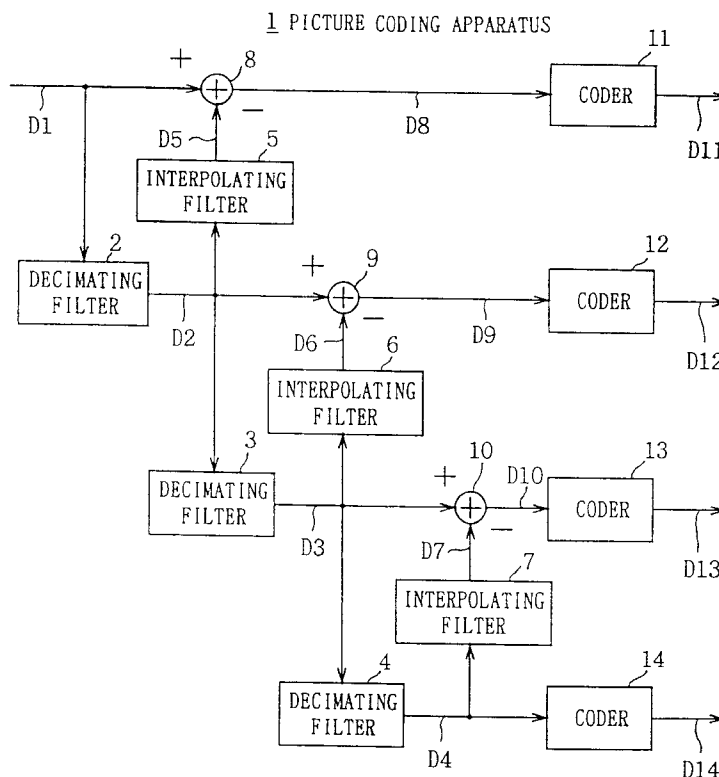 1 PICTURE CODING APPARATUS
+ 8 11
+ CODER
D1 − D8 D11
D5 5
INTERPOLATING
FILTER
2 + 9 12
DECIMATING
FILTER
+ CODER
D2 − D9 D12
D6 6
INTERPOLATING
FILTER
3 + 10 D10 13
DECIMATING
FILTER
+ CODER
D3 − D13
D7 7
INTERPOLATING
FILTER
4 14
DECIMATING
FILTER
CODER
D4 D14